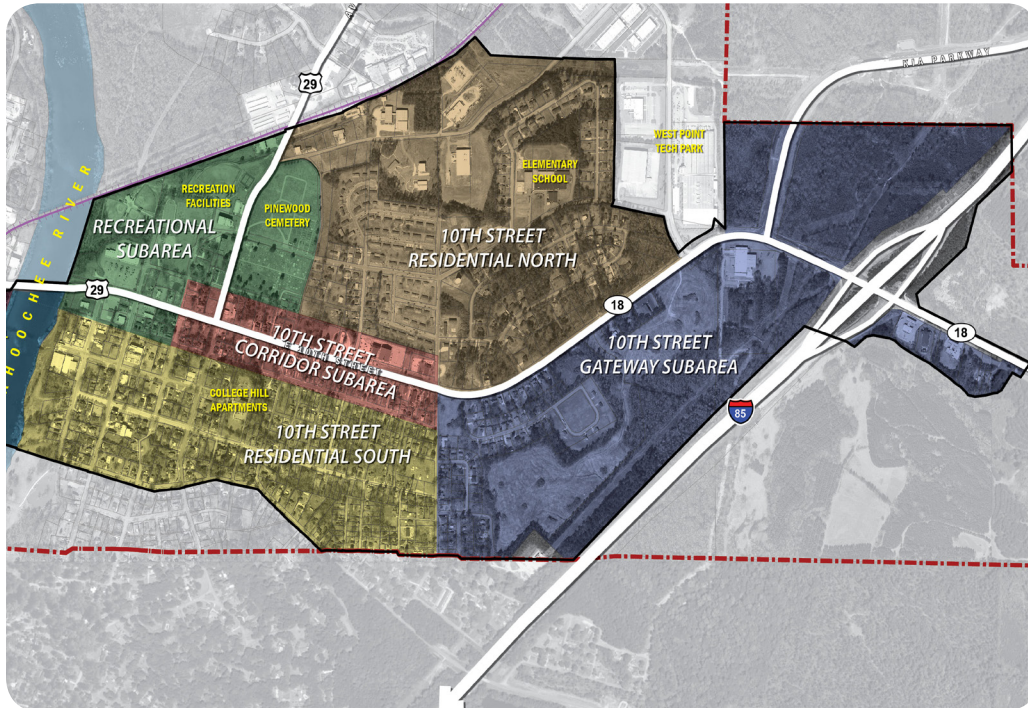 29
KIA PARKWAY
WEST POINT
TECH PARK
ELEMENTARY
SCHOOL
RECREATION
FACILITIES
PINEWOOD
CEMETERY
RECREATIONAL
SUBAREA
10TH STREET
RESIDENTIAL NORTH
29
18
10TH STREET
CORRIDOR SUBAREA
10TH STREET
GATEWAY SUBAREA
18
COLLEGE HILL
APARTMENTS
85
10TH STREET
RESIDENTIAL SOUTH
HOOCHEE RIVER